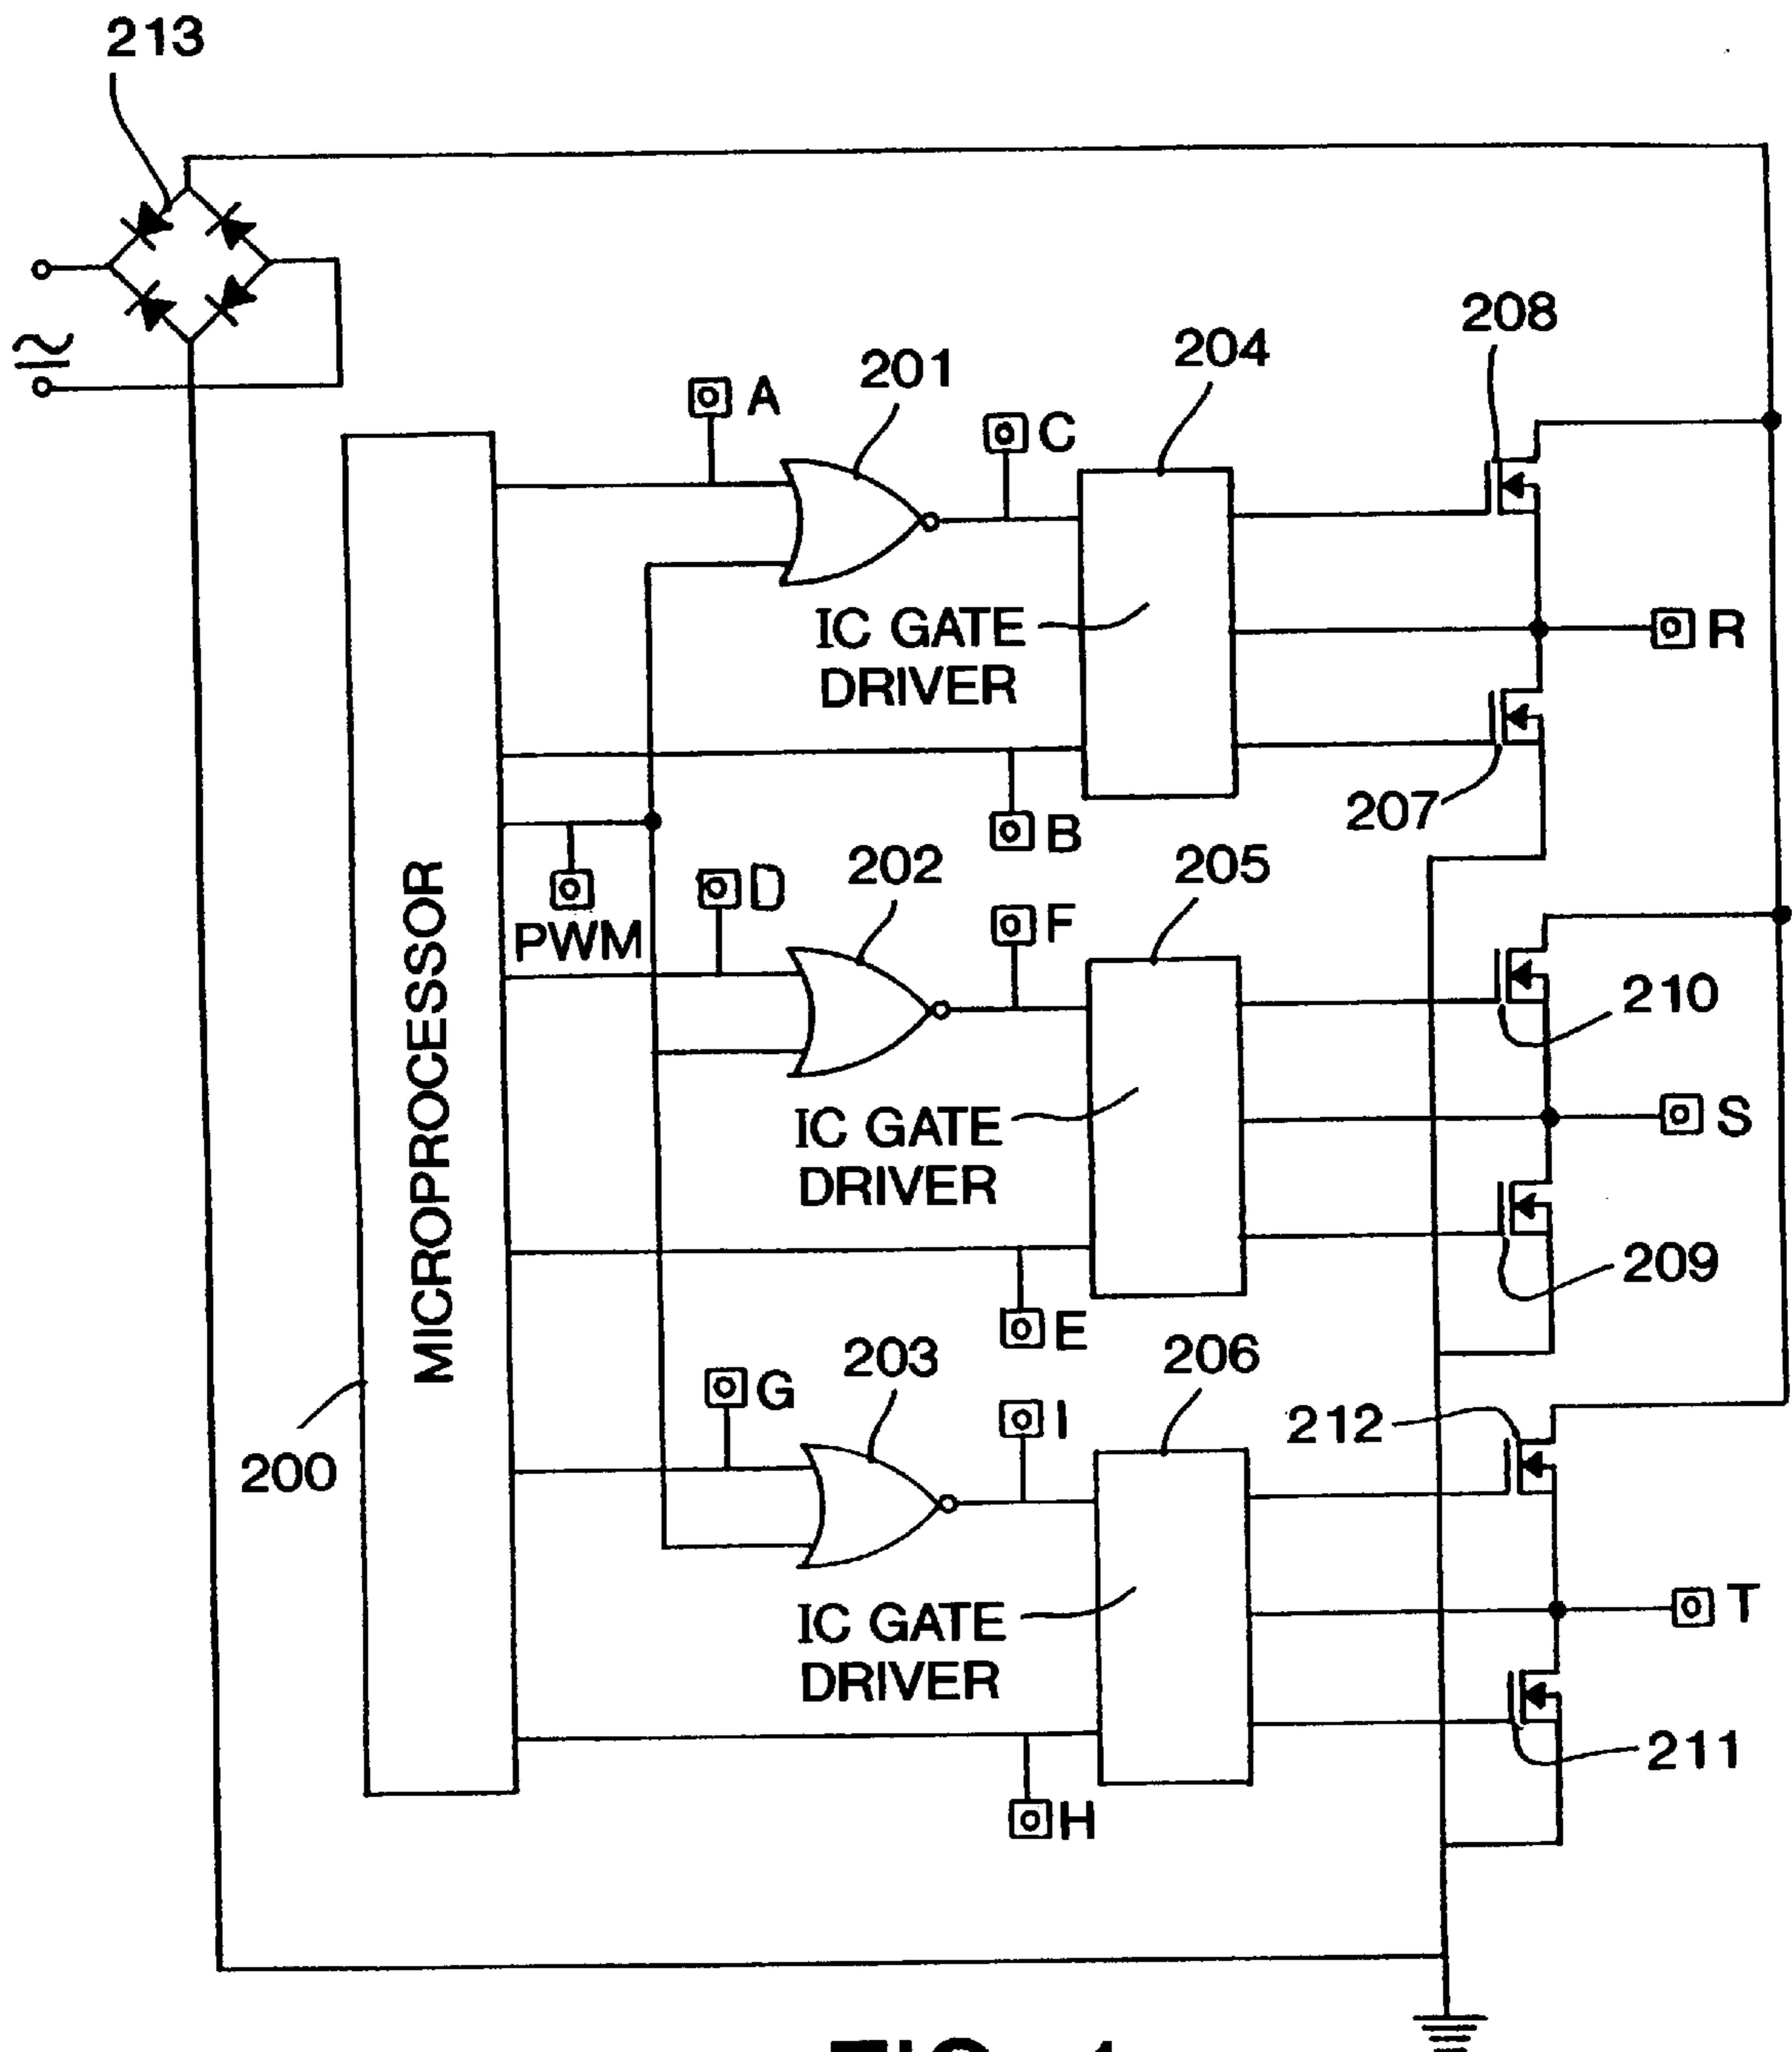 213
208
204
201
A
C
IC GATE
DRIVER
R
207
B
205
202
D
F
PWM
210
MICROPROCESSOR
S
IC GATE
DRIVER
209
E
206
203
G
I
212
200
T
IC GATE
DRIVER
211
H